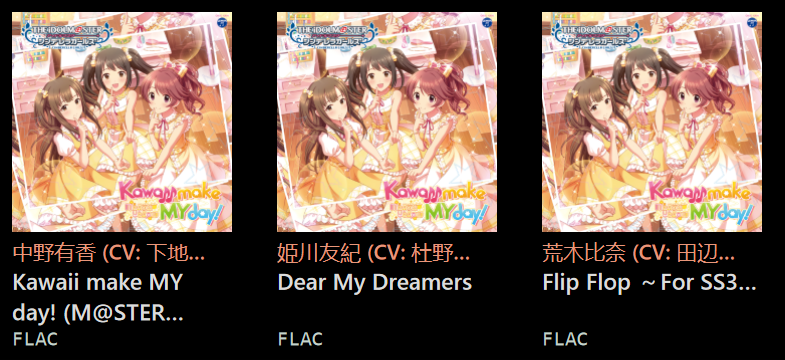 THE IDOLM@STER
シンデレラガールズ
Kawaii make
MY day!
中野有香 (CV: 下地...
Kawaii make MY
day! (M@STER...
FLAC
THE IDOLM@STER
シンデレラガールズ
Kawaii make
MY day!
姫川友紀 (CV: 杜野...
Dear My Dreamers
FLAC
THE IDOLM@STER
シンデレラガールズ
Kawaii make
MY day!
荒木比奈 (CV: 田辺...
Flip Flop ～For SS3...
FLAC